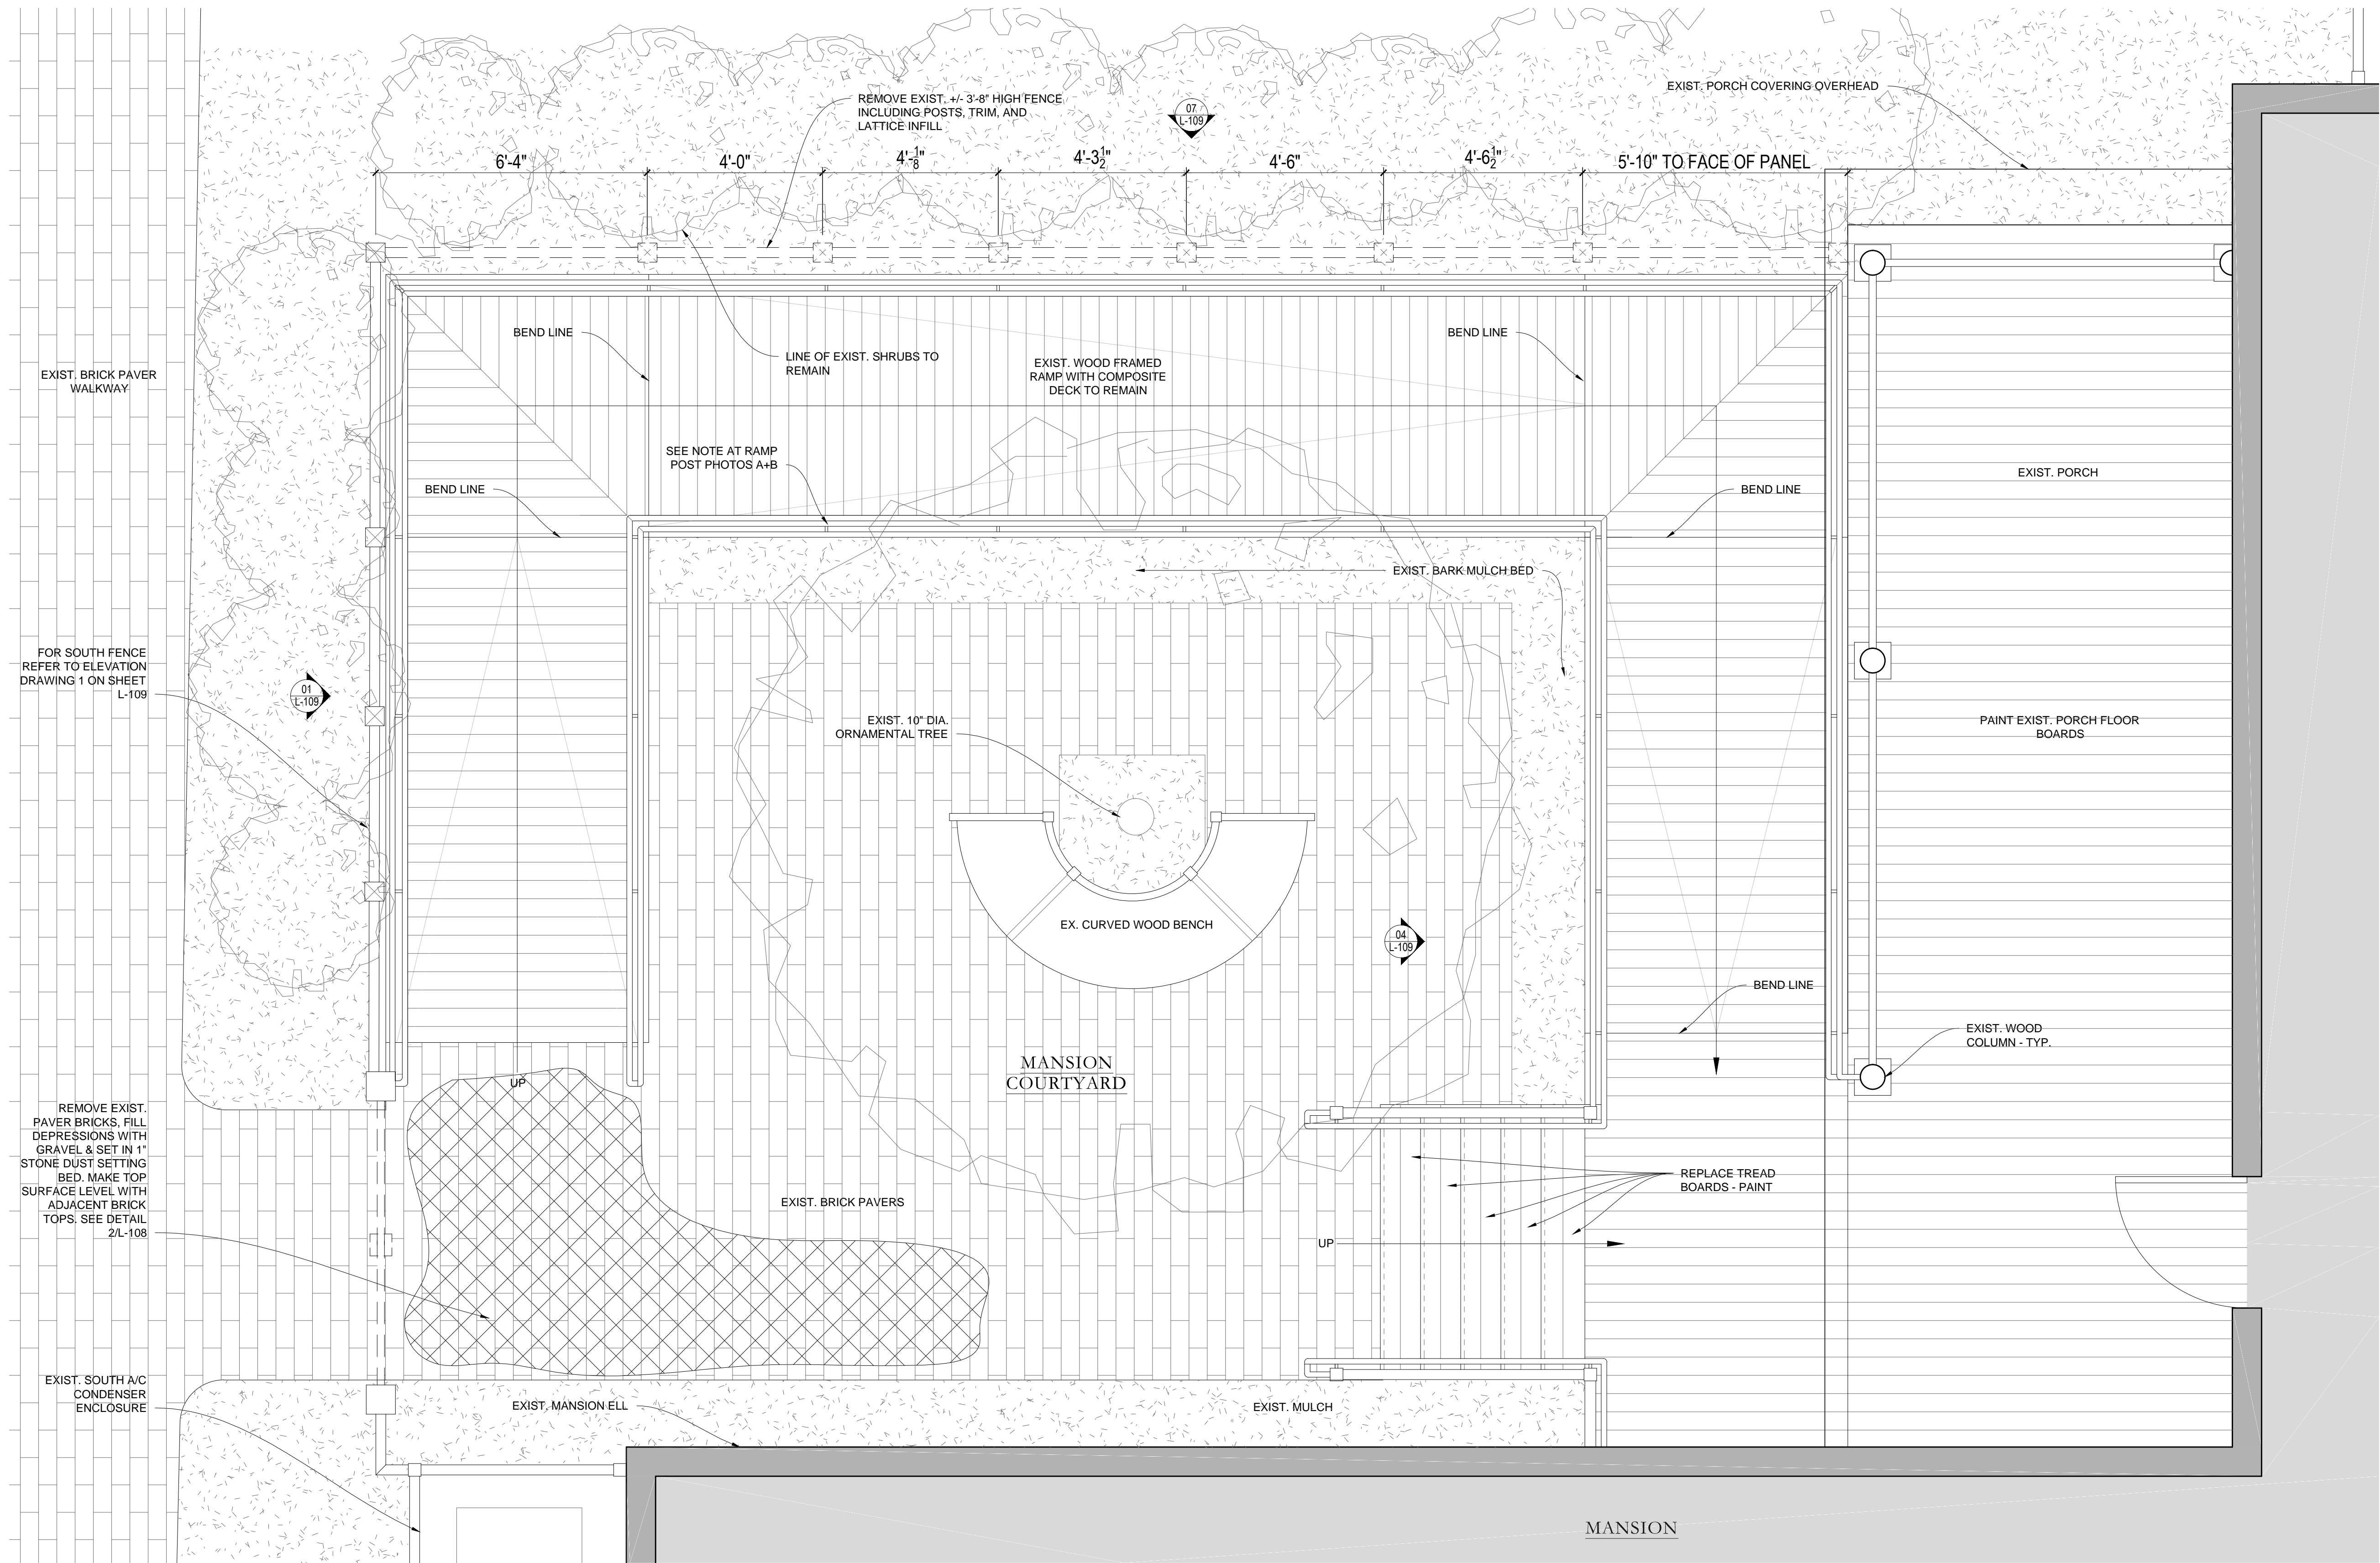 EXIST. PORCH COVERING OVERHEAD
REMOVE EXIST. +/- 3'-8" HIGH FENCE
INCLUDING POSTS, TRIM, AND
LATTICE INFILL
07
L-109
6'-4"
4'-0"
4'-1/8"
4'-3 1/2"
4'-6"
4'-6 1/2"
5'-10" TO FACE OF PANEL
BEND LINE
LINE OF EXIST. SHRUBS TO
REMAIN
EXIST. WOOD FRAMED
RAMP WITH COMPOSITE
DECK TO REMAIN
BEND LINE
EXIST. BRICK PAVER
WALKWAY
SEE NOTE AT RAMP
POST PHOTOS A+B
EXIST. PORCH
BEND LINE
BEND LINE
EXIST. BARK MULCH BED
FOR SOUTH FENCE
REFER TO ELEVATION
DRAWING 1 ON SHEET
L-109
01
L-109
EXIST. 10" DIA.
ORNAMENTAL TREE
PAINT EXIST. PORCH FLOOR
BOARDS
EX. CURVED WOOD BENCH
04
L-109
BEND LINE
EXIST. WOOD
COLUMN - TYP.
MANSION
COURTYARD
UP
REMOVE EXIST.
PAVER BRICKS, FILL
DEPRESSIONS WITH
GRAVEL & SET IN 1"
STONE DUST SETTING
BED. MAKE TOP
SURFACE LEVEL WITH
ADJACENT BRICK
TOPS. SEE DETAIL
2/L-108
REPLACE TREAD
BOARDS - PAINT
EXIST. BRICK PAVERS
UP
EXIST. SOUTH A/C
CONDENSER
ENCLOSURE
EXIST. MANSION ELL
EXIST. MULCH
MANSION